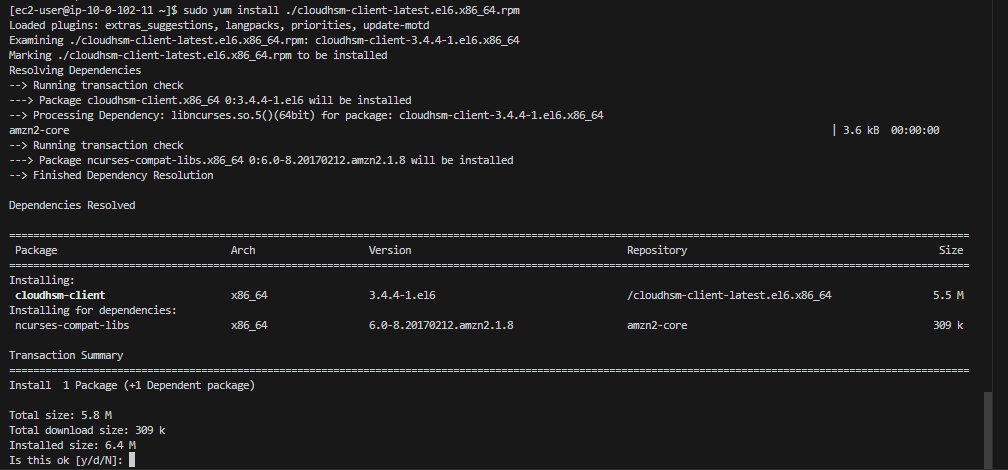 [ec2-user@ip-10-0-102-11 ~]$ sudo yum install ./cloudhsm-client-latest.el6.x86_64.rpm
Loaded plugins: extras_suggestions, langpacks, priorities, update-motd
Examining ./cloudhsm-client-latest.el6.x86_64.rpm: cloudhsm-client-3.4.4-1.el6.x86_64
Marking ./cloudhsm-client-latest.el6.x86_64.rpm to be installed
Resolving Dependencies
--> Running transaction check
---> Package cloudhsm-client.x86_64 0:3.4.4-1.el6 will be installed
--> Processing Dependency: libncurses.so.5()(64bit) for package: cloudhsm-client-3.4.4-1.el6.x86_64
amzn2-core | 3.6 kB 00:00:00
--> Running transaction check
---> Package ncurses-compat-libs.x86_64 0:6.0-8.20170212.amzn2.1.8 will be installed
--> Finished Dependency Resolution
Dependencies Resolved
================================================================================
Package Arch Version Repository Size
================================================================================
Installing:
cloudhsm-client x86_64 3.4.4-1.el6 /cloudhsm-client-latest.el6.x86_64 5.5 M
Installing for dependencies:
ncurses-compat-libs x86_64 6.0-8.20170212.amzn2.1.8 amzn2-core 309 k
Transaction Summary
================================================================================
Install 1 Package (+1 Dependent package)
Total size: 5.8 M
Total download size: 309 k
Installed size: 6.4 M
Is this ok [y/d/N]: